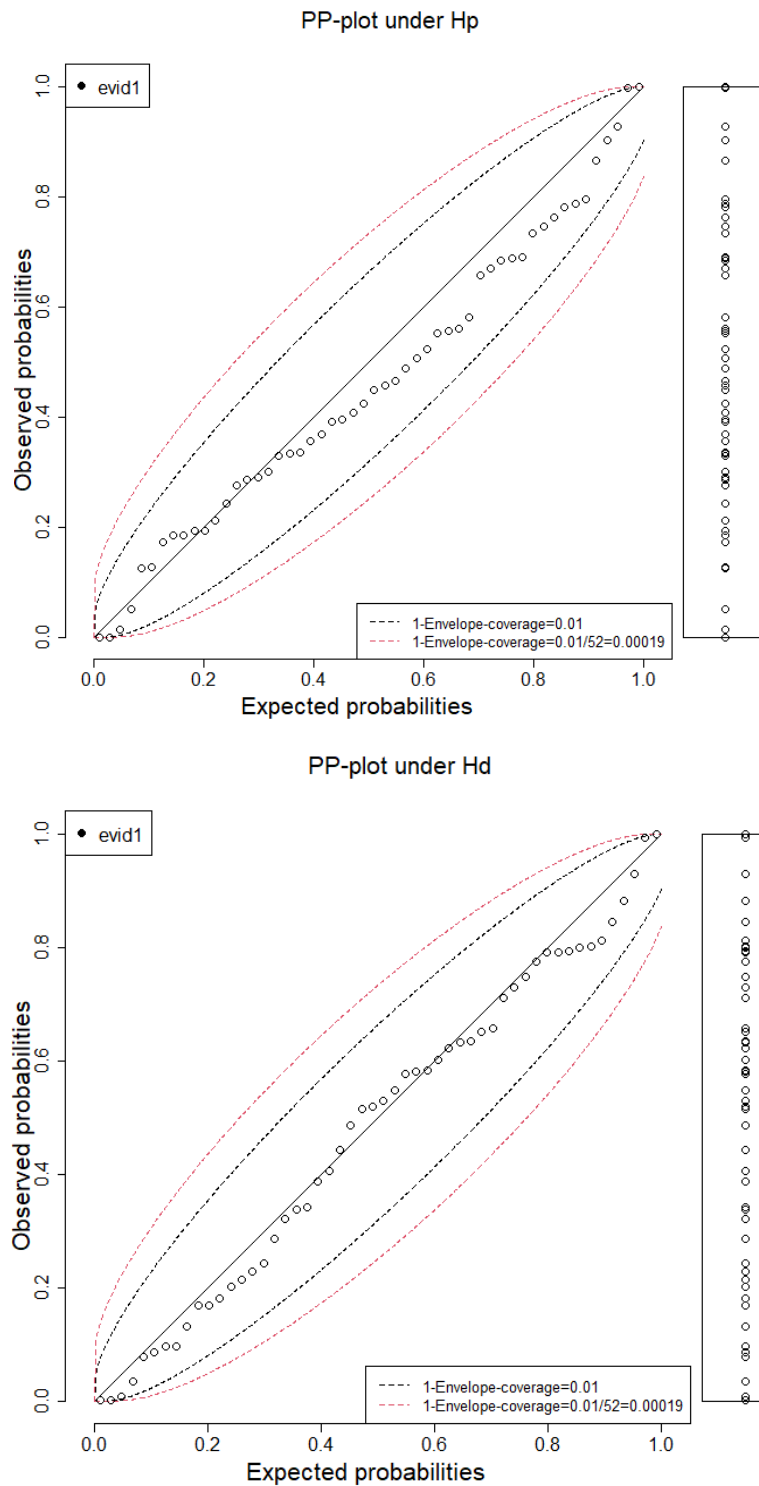 PP-plot under Hp
evid1
1.0
0.8
0.6
0.4
0.2
0.0
Observed probabilities
1-Envelope-coverage=0.01
1-Envelope-coverage=0.01/52=0.00019
0.0 0.2 0.4 0.6 0.8 1.0
Expected probabilities
PP-plot under Hd
evid1
1.0
0.8
0.6
0.4
0.2
0.0
Observed probabilities
1-Envelope-coverage=0.01
1-Envelope-coverage=0.01/52=0.00019
0.0 0.2 0.4 0.6 0.8 1.0
Expected probabilities